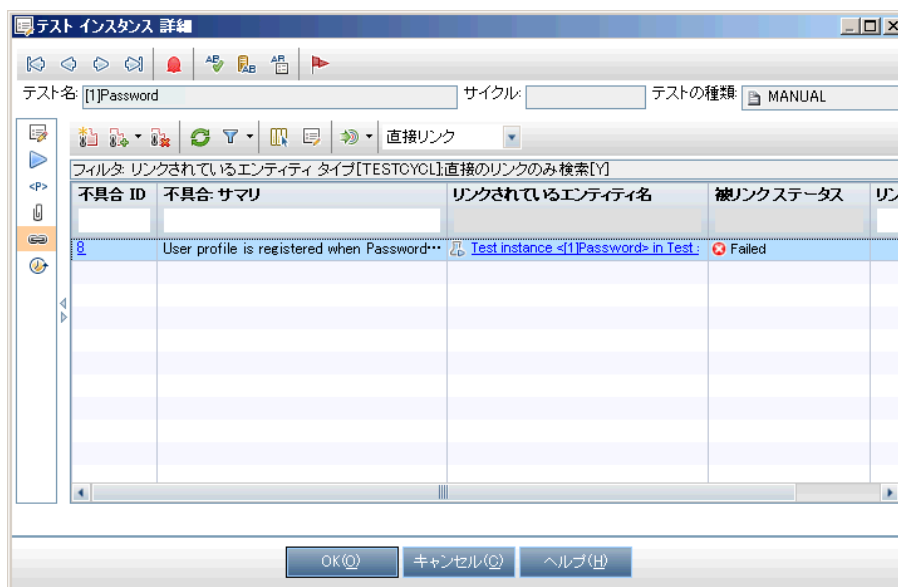 テスト インスタンス 詳細
テスト名: [1]Password サイクル: テストの種類: MANUAL
直接リンク
<P>
フィルタ: リンクされているエンティティ タイプ[TESTCYCL];直接のリンクのみ検索[Y]
不具合 ID 不具合: サマリ リンクされているエンティティ名 被リンク ステータス リン
8 User profile is registered when Password… Test instance <[1]Password> in Test : Failed
OK(O) キャンセル(C) ヘルプ(H)